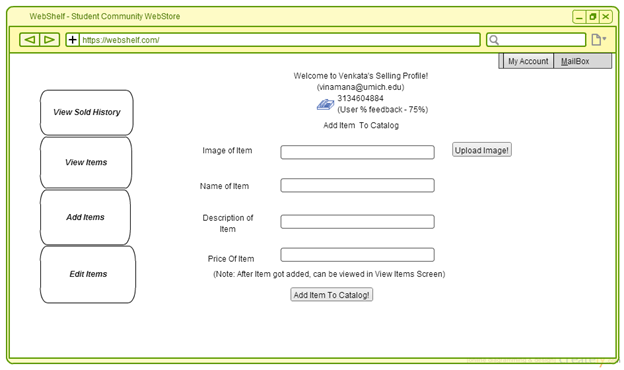 WebShelf - Student Community WebStore
https://webshelf.com/
My Account
MailBox
Welcome to Venkata's Selling Profile!
(vinamana@umich.edu)
3134604884
(User % feedback - 75%)
Add Item To Catalog
View Sold History
View Items
Add Items
Edit Items
Image of Item
Upload Image!
Name of Item
Description of
Item
Price Of Item
(Note: After Item got added, can be viewed in View Items Screen)
Add Item To Catalog!